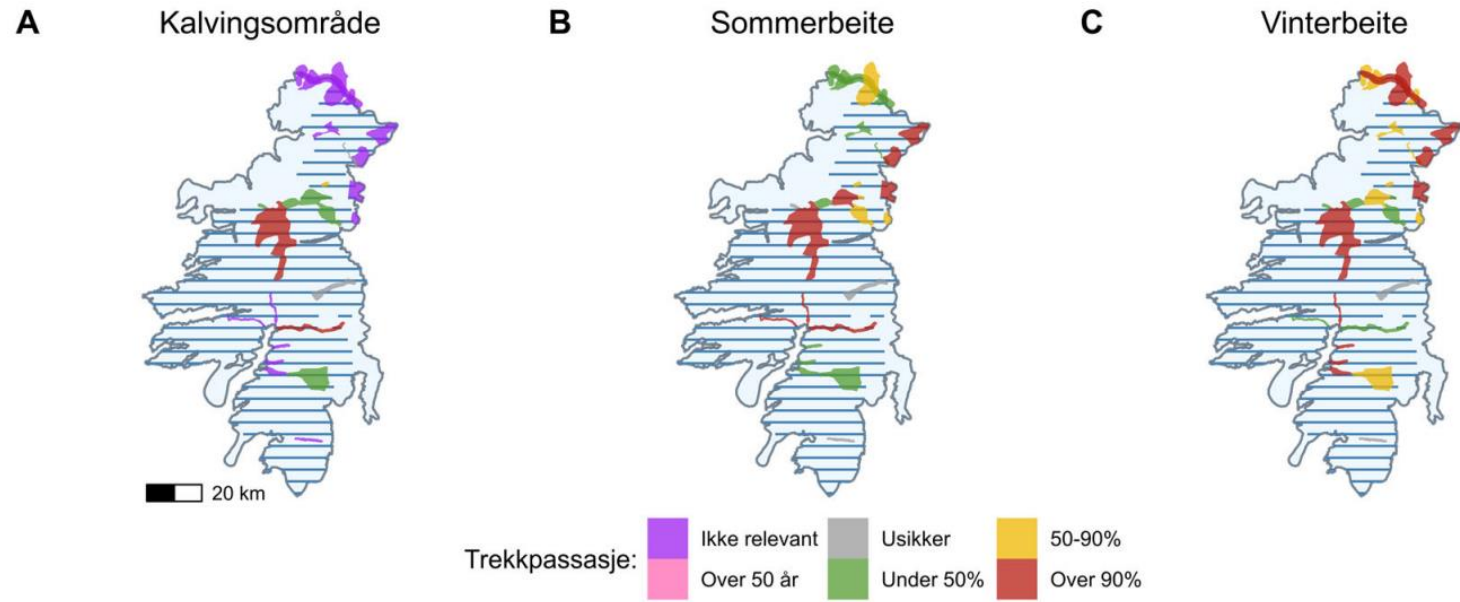 A Kalvingsområde B Sommerbeite C Vinterbeite
20 km
Trekkpassasje: Ikke relevant Usikker 50-90%
Over 50 år Under 50% Over 90%